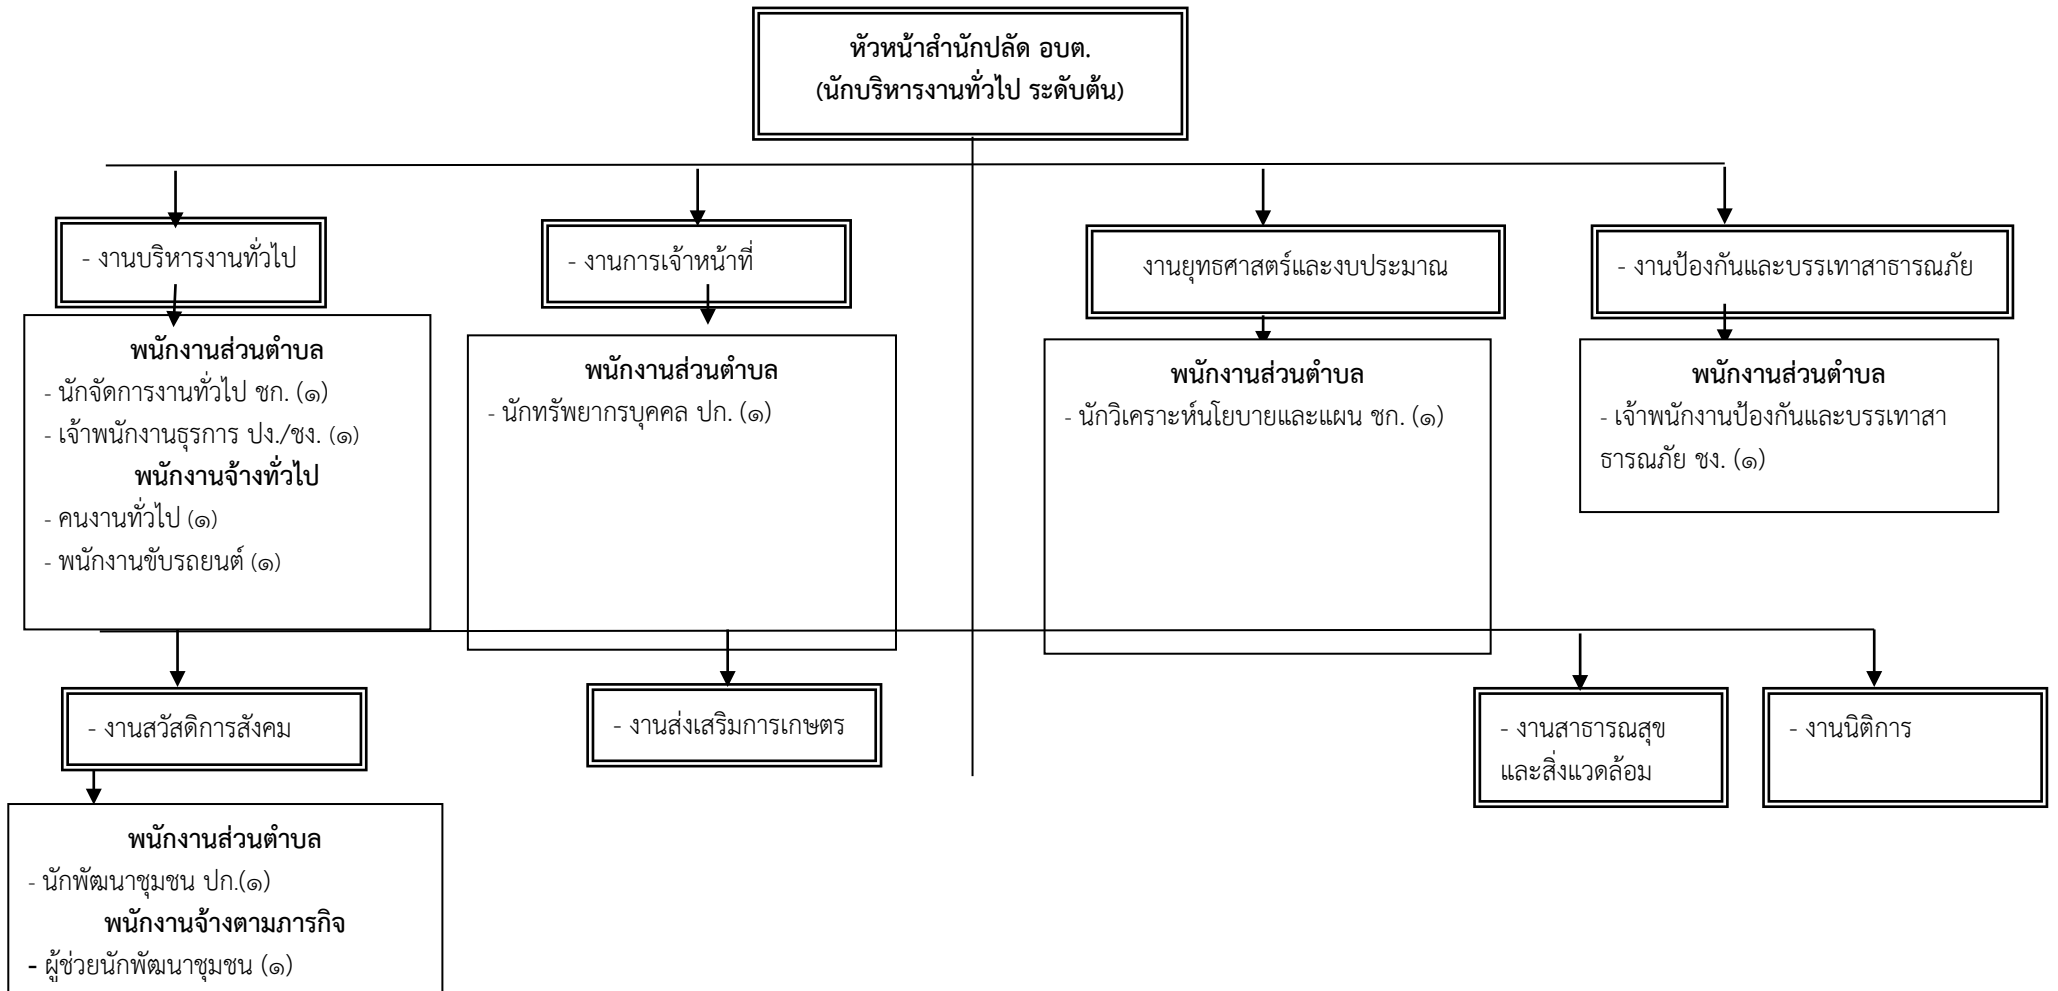 หัวหน้าสำนักปลัด อบต.
(นักบริหารงานทั่วไป ระดับต้น)
- งานบริหารงานทั่วไป
- งานการเจ้าหน้าที่
งานยุทธศาสตร์และงบประมาณ
- งานป้องกันและบรรเทาสาธารณภัย
พนักงานส่วนตำบล
- นักจัดการงานทั่วไป ชก. (๑)
- เจ้าพนักงานธุรการ ปง./ชง. (๑)
พนักงานจ้างทั่วไป
- คนงานทั่วไป (๑)
- พนักงานขับรถยนต์ (๑)
พนักงานส่วนตำบล
- นักทรัพยากรบุคคล ปก. (๑)
พนักงานส่วนตำบล
- นักวิเคราะห์นโยบายและแผน ชก. (๑)
พนักงานส่วนตำบล
- เจ้าพนักงานป้องกันและบรรเทาสา
ธารณภัย ชง. (๑)
- งานสวัสดิการสังคม
- งานส่งเสริมการเกษตร
- งานสาธารณสุข
และสิ่งแวดล้อม
- งานนิติการ
พนักงานส่วนตำบล
- นักพัฒนาชุมชน ปก.(๑)
พนักงานจ้างตามภารกิจ
- ผู้ช่วยนักพัฒนาชุมชน (๑)